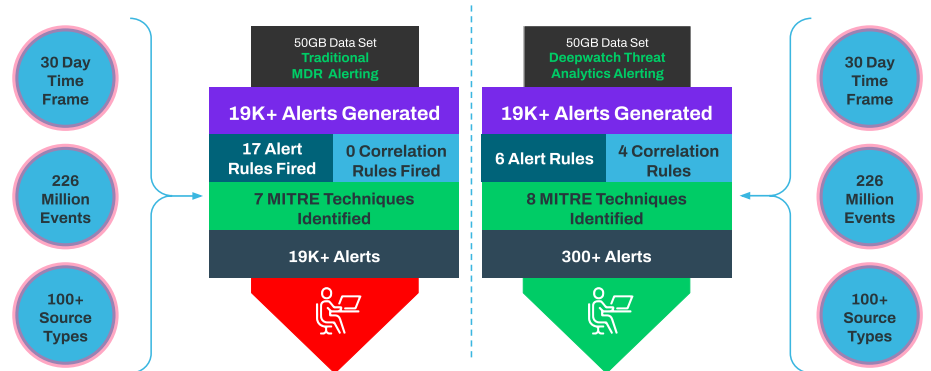 30 Day
Time
Frame
226
Million
Events
100+
Source
Types
50GB Data Set
Traditional
MDR Alerting
19K+ Alerts Generated
17 Alert
Rules Fired
0 Correlation
Rules Fired
7 MITRE Techniques
Identified
19K+ Alerts
50GB Data Set
Deepwatch Threat
Analytics Alerting
19K+ Alerts Generated
6 Alert Rules
4 Correlation
Rules
8 MITRE Techniques
Identified
300+ Alerts
30 Day
Time
Frame
226
Million
Events
100+
Source
Types